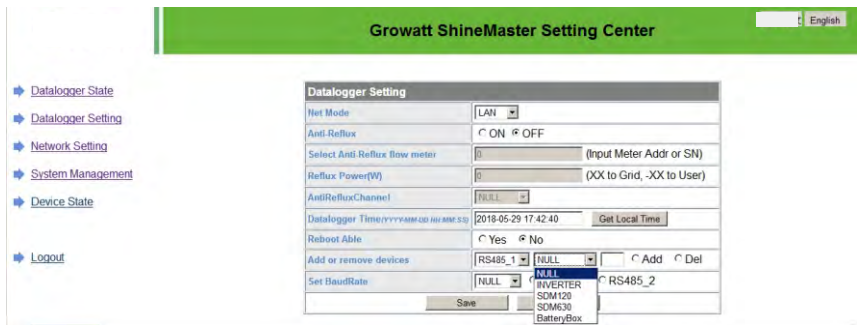 Growatt ShineMaster Setting Center
English
Datalogger State
Datalogger Setting
Network Setting
System Management
Device State
Logout
Datalogger Setting
Net Mode LAN
Anti-Reflux ON OFF
Select Anti Reflux flow meter 0 (Input Meter Addr or SN)
Reflux Power(W) 0 (XX to Grid, -XX to User)
AntiRefluxChannel NULL
Datalogger Time(YYYY-MM-DD HH:MM:SS) 2018-05-29 17:42:40 Get Local Time
Reboot Able Yes No
Add or remove devices RS485_1 NULL Add Del
Set BaudRate NULL RS485_2
NULL
INVERTER
SDM120
SDM630
BatteryBox
Save